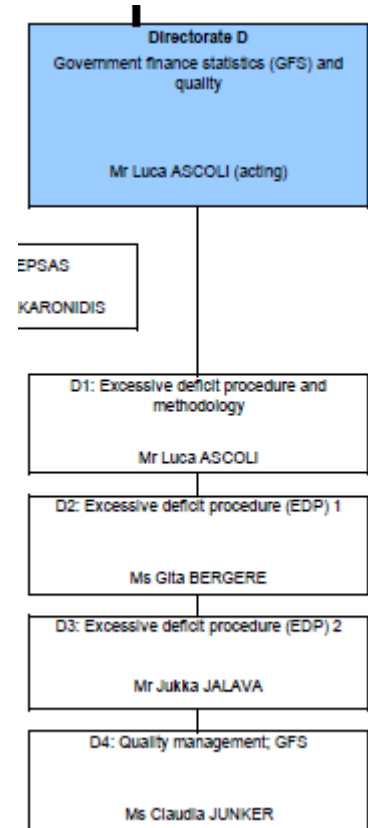 Directorate D
Government finance statistics (GFS) and
quality
Mr Luca ASCOLI (acting)
EPSAS
KARONIDIS
D1: Excessive deficit procedure and
methodology
Mr Luca ASCOLI
D2: Excessive deficit procedure (EDP) 1
Ms Gita BERGERE
D3: Excessive deficit procedure (EDP) 2
Mr Jukka JALAVA
D4: Quality management; GFS
Ms Claudia JUNKER